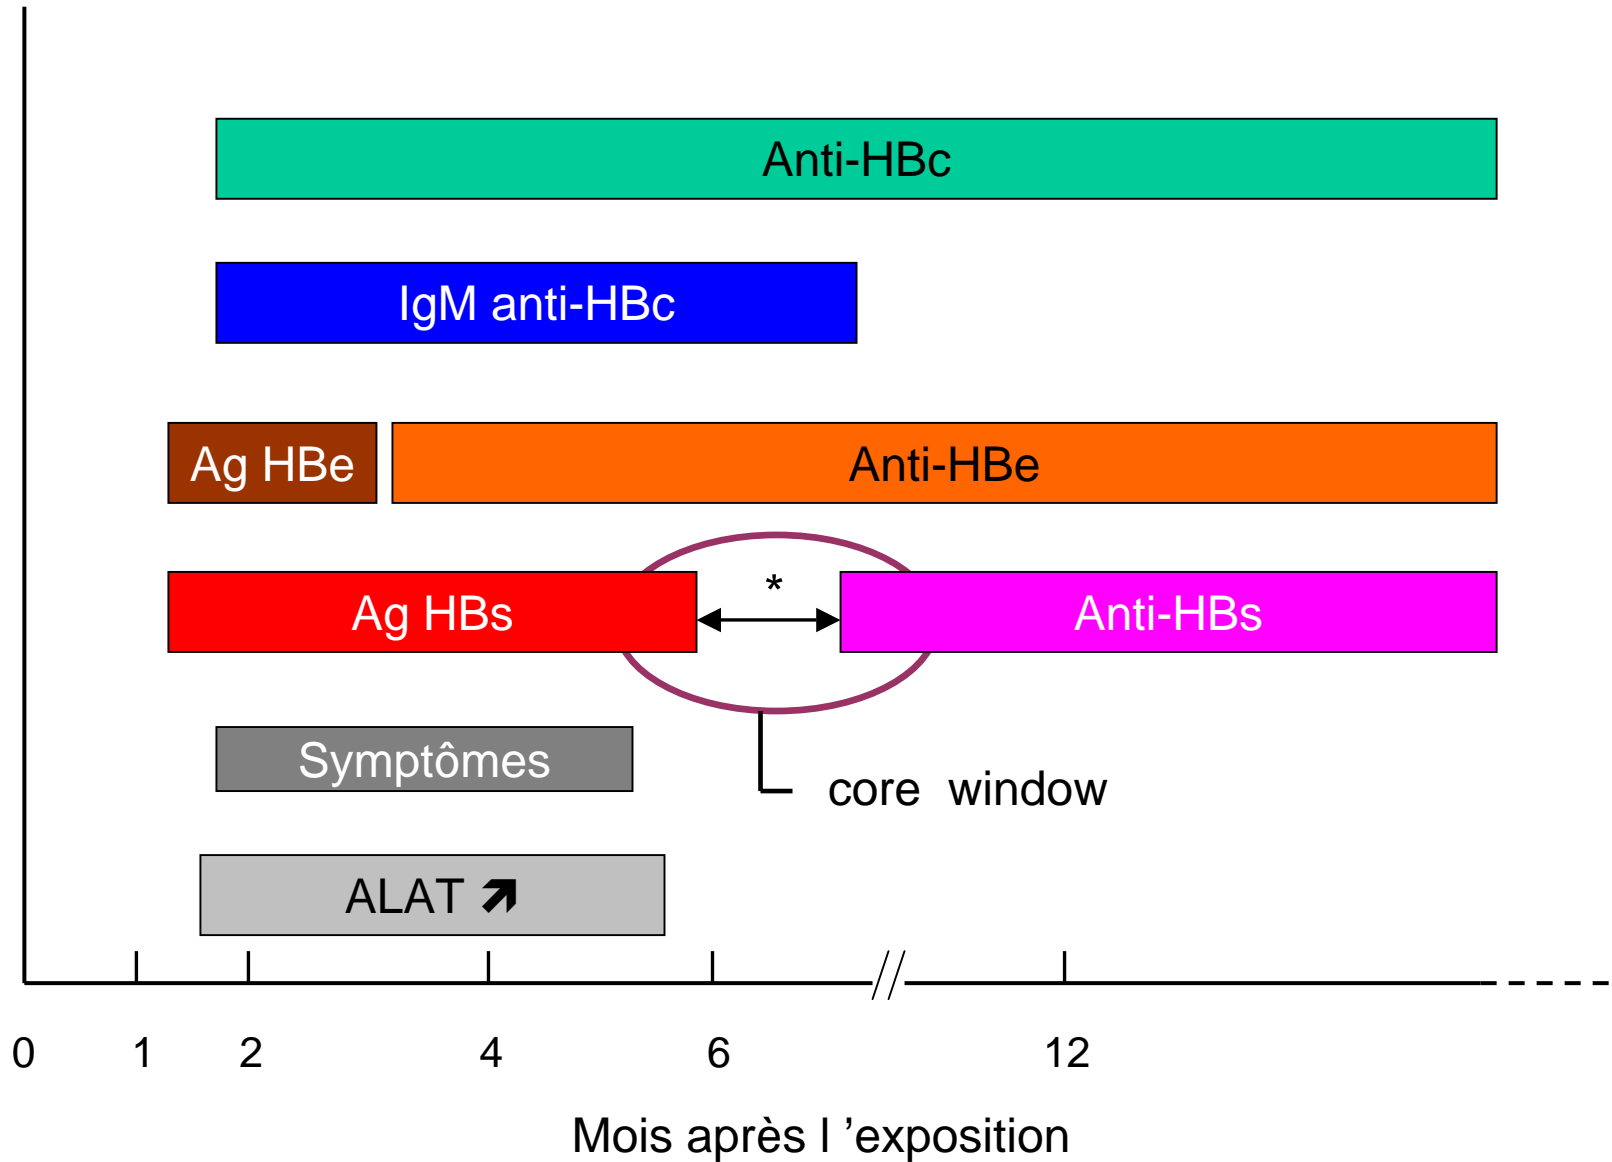 Anti-HBc
IgM anti-HBc
Ag HBe
Anti-HBe
*
Ag HBs
Anti-HBs
Symptômes
core window
ALAT ↗
//
0 1 2 4 6 12
Mois après l ’exposition